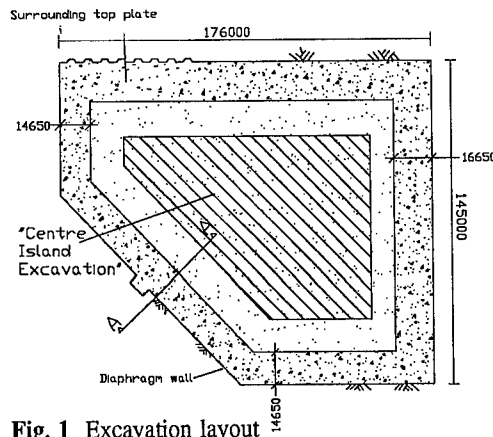 Surrounding top plate
176000
14650
16650
145000
"Centre
Island
Excavation"
A
A
Diaphragm wall
14650
Fig. 1 Excavation layout